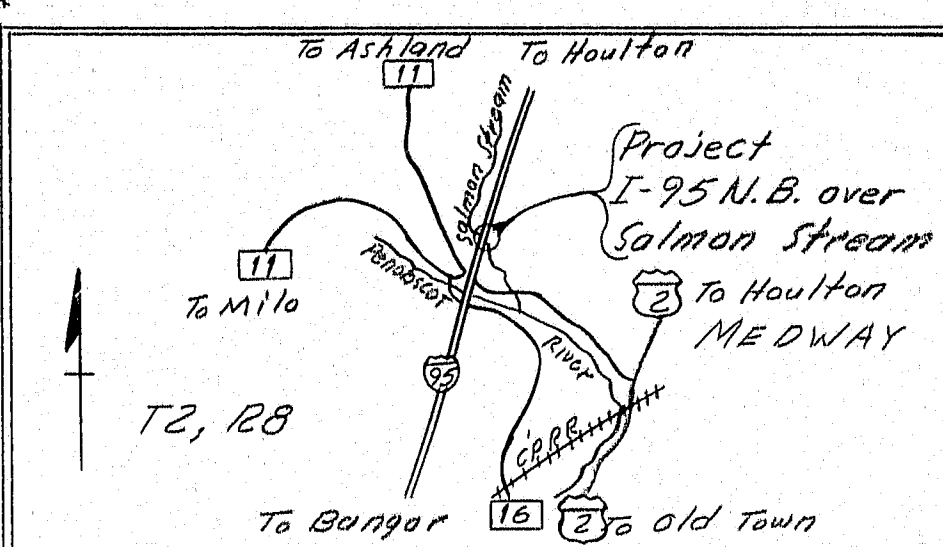 To Ashland
To Houlton
11
Salmon Stream
Project
I-95 N.B. over
Salmon Stream
11
To Milo
Penobscot
River
2
To Houlton
MEDWAY
95
T2, R8
C.P.R.R.
To Bangor
16
2
To Old Town